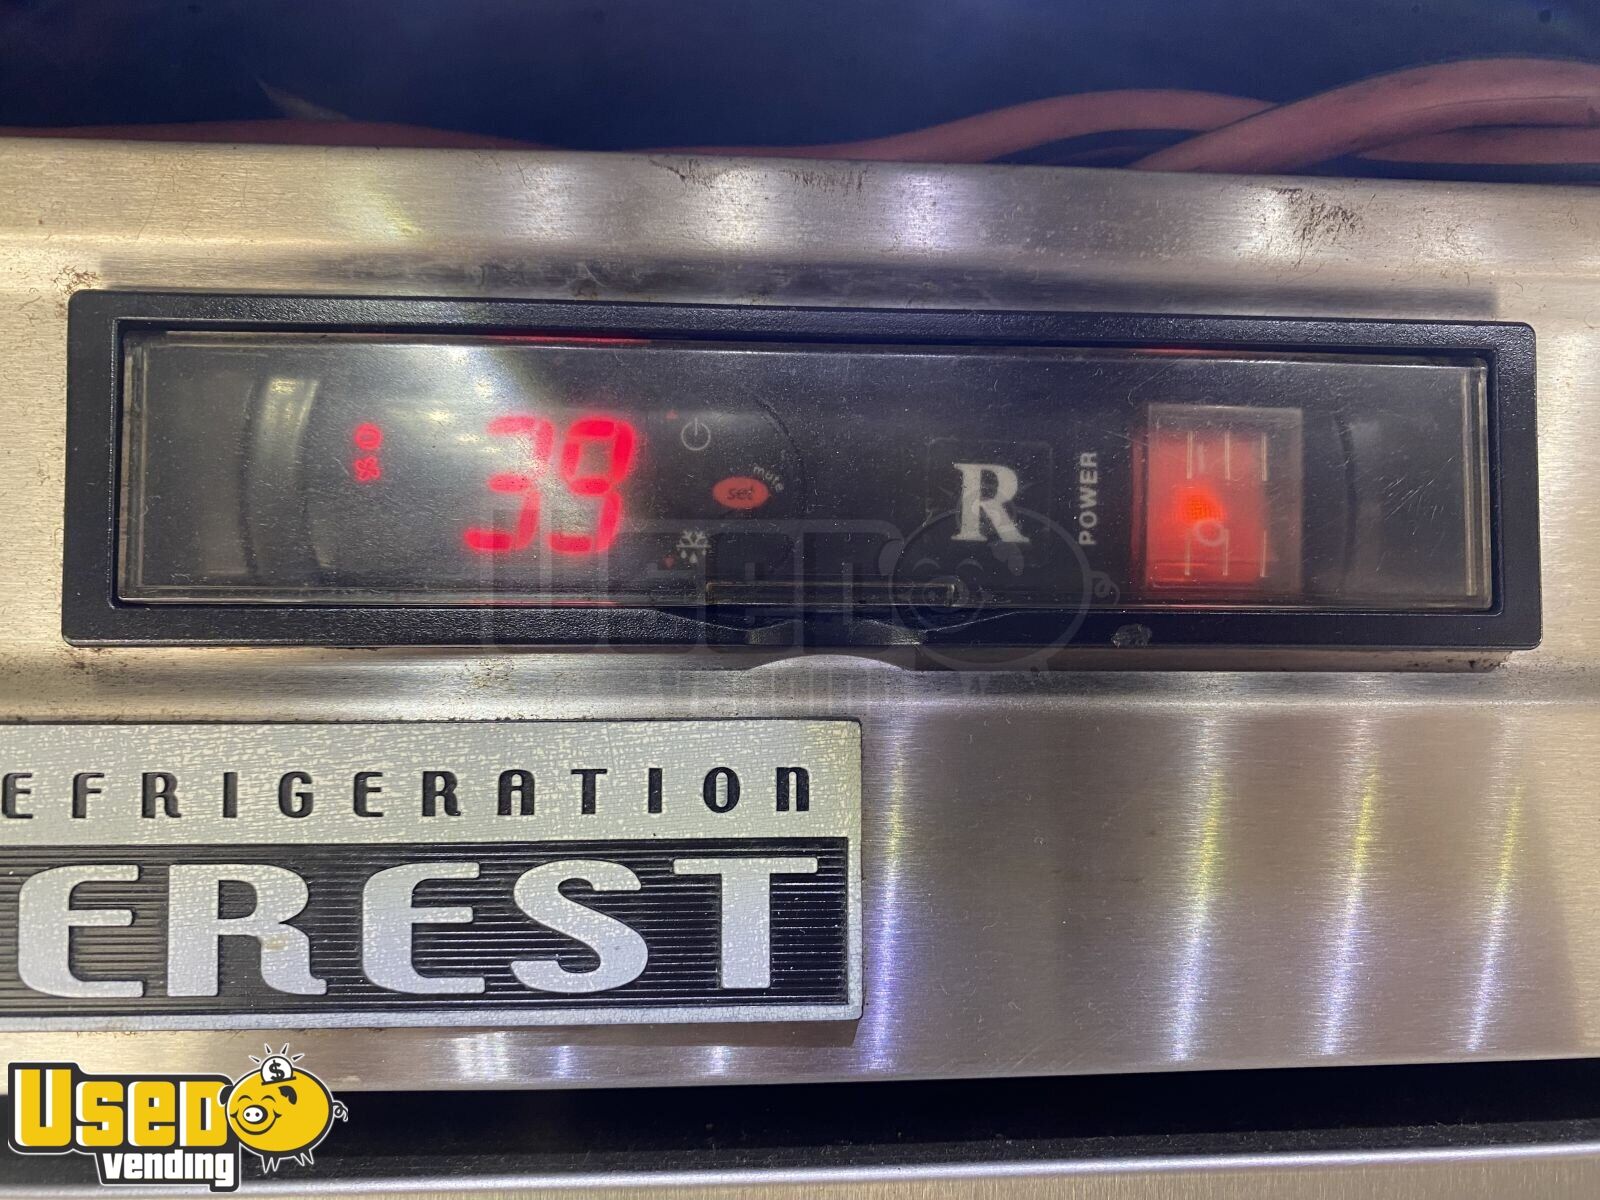 39
mute
set
R
POWER
EFRIGERATION
EREST
USED
vending